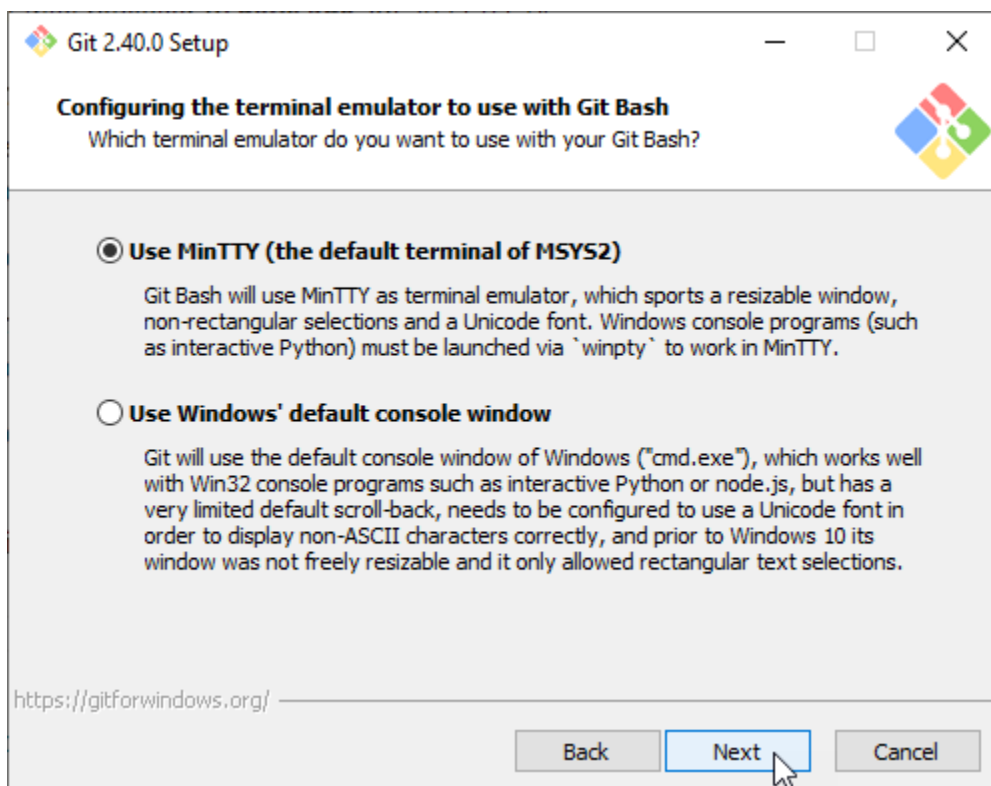 Git 2.40.0 Setup
Configuring the terminal emulator to use with Git Bash
Which terminal emulator do you want to use with your Git Bash?
Use MinTTY (the default terminal of MSYS2)
Git Bash will use MinTTY as terminal emulator, which sports a resizable window,
non-rectangular selections and a Unicode font. Windows console programs (such
as interactive Python) must be launched via `winpty` to work in MinTTY.
Use Windows' default console window
Git will use the default console window of Windows ("cmd.exe"), which works well
with Win32 console programs such as interactive Python or node.js, but has a
very limited default scroll-back, needs to be configured to use a Unicode font in
order to display non-ASCII characters correctly, and prior to Windows 10 its
window was not freely resizable and it only allowed rectangular text selections.
https://gitforwindows.org/
Back Next Cancel